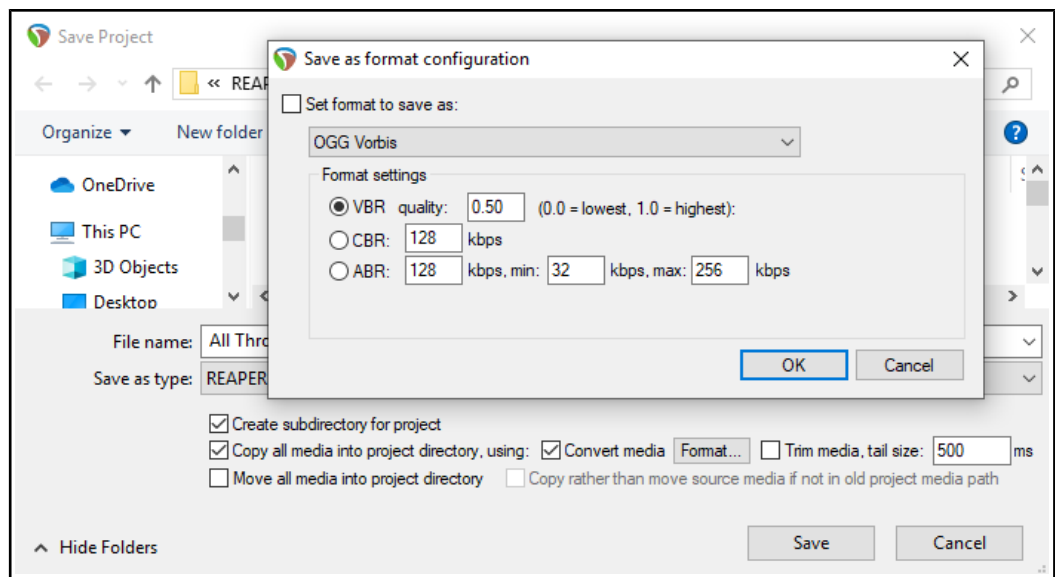 Save Project
Save as format configuration
« REAP
Set format to save as:
Organize
New folder
OGG Vorbis
Format settings
OneDrive
VBR quality: 0.50 (0.0 = lowest, 1.0 = highest):
This PC
CBR: 128 kbps
3D Objects
ABR: 128 kbps, min: 32 kbps, max: 256 kbps
Desktop
File name: All Thro
OK Cancel
Save as type: REAPER
Create subdirectory for project
Copy all media into project directory, using: Convert media Format... Trim media, tail size: 500 ms
Move all media into project directory Copy rather than move source media if not in old project media path
Hide Folders
Save Cancel